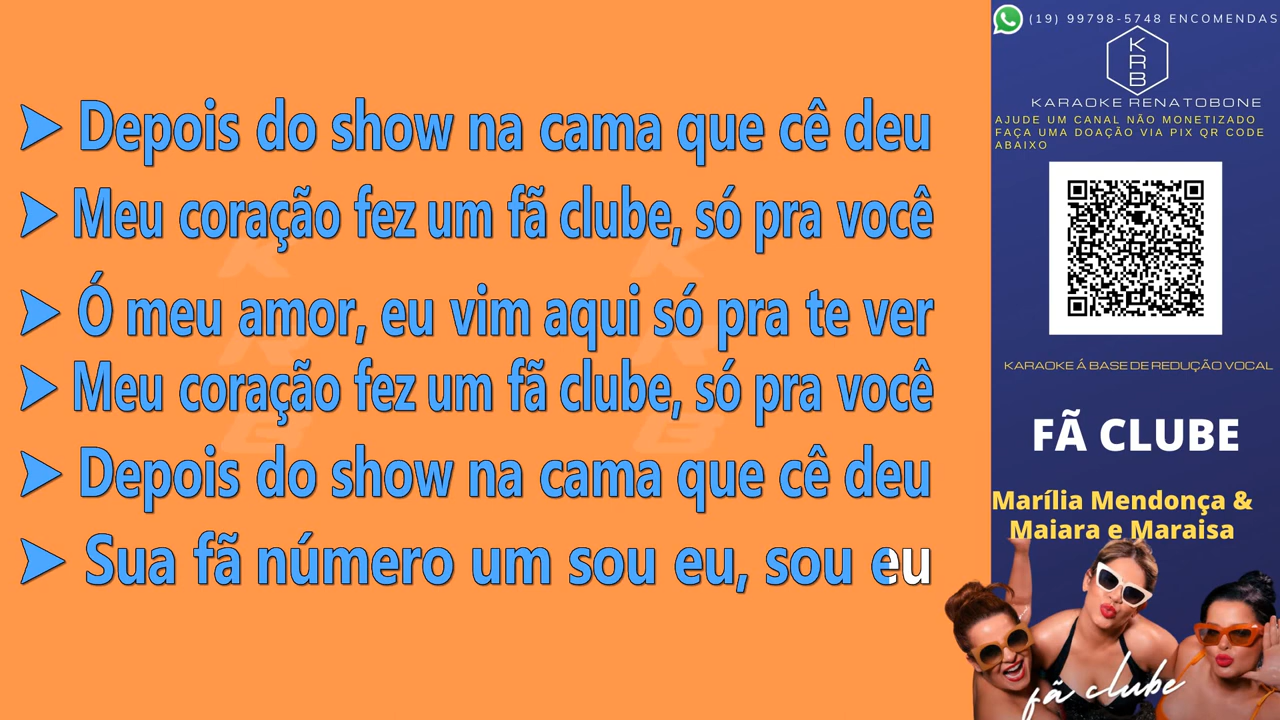 Depois do show na cama que cê deu
Meu coração fez um fã clube, só pra você
Ó meu amor, eu vim aqui só pra te ver
Meu coração fez um fã clube, só pra você
Depois do show na cama que cê deu
Sua fã número um sou eu, sou eu
(19) 99798-5748 ENCOMENDAS
K
R
B
KARAOKE RENATOBONE
AJUDE UM CANAL NÃO MONETIZADO
FAÇA UMA DOAÇÃO VIA PIX QR CODE
ABAIXO
KARAOKE Á BASE DE REDUÇÃO VOCAL
FÃ CLUBE
Marília Mendonça &
Maiara e Maraisa
fã clube
K
R
B
K
R
B